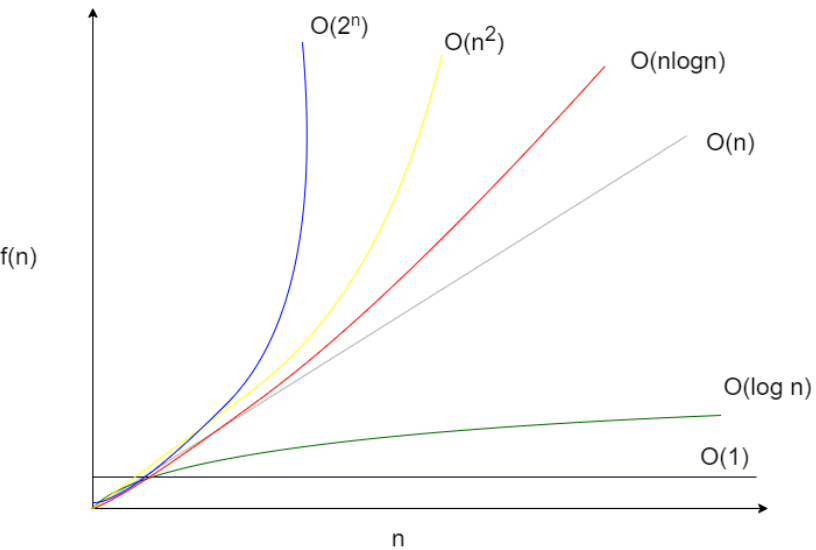 O(2ⁿ)
O(n²)
O(nlogn)
O(n)
f(n)
O(log n)
O(1)
n